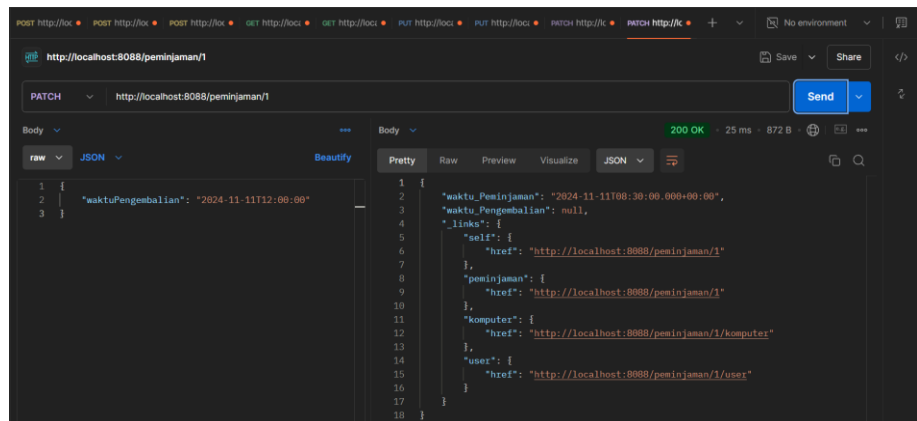 POST http://loc POST http://loc POST http://loc GET http://loca GET http://loca PUT http://loca PUT http://loca PATCH http://lc PATCH http://lc No environment
http://localhost:8088/peminjaman/1 Save Share
PATCH http://localhost:8088/peminjaman/1 Send
Body Body 200 OK 25 ms 872 B
raw JSON Beautify Pretty Raw Preview Visualize JSON
1 {
2 "waktuPengembalian": "2024-11-11T12:00:00"
3 }
1 {
2 "waktu_Peminjaman": "2024-11-11T08:30:00.000+00:00",
3 "waktu_Pengembalian": null,
4 "_links": {
5 "self": {
6 "href": "http://localhost:8088/peminjaman/1"
7 },
8 "peminjaman": {
9 "href": "http://localhost:8088/peminjaman/1"
10 },
11 "komputer": {
12 "href": "http://localhost:8088/peminjaman/1/komputer"
13 },
14 "user": {
15 "href": "http://localhost:8088/peminjaman/1/user"
16 }
17 }
18 }